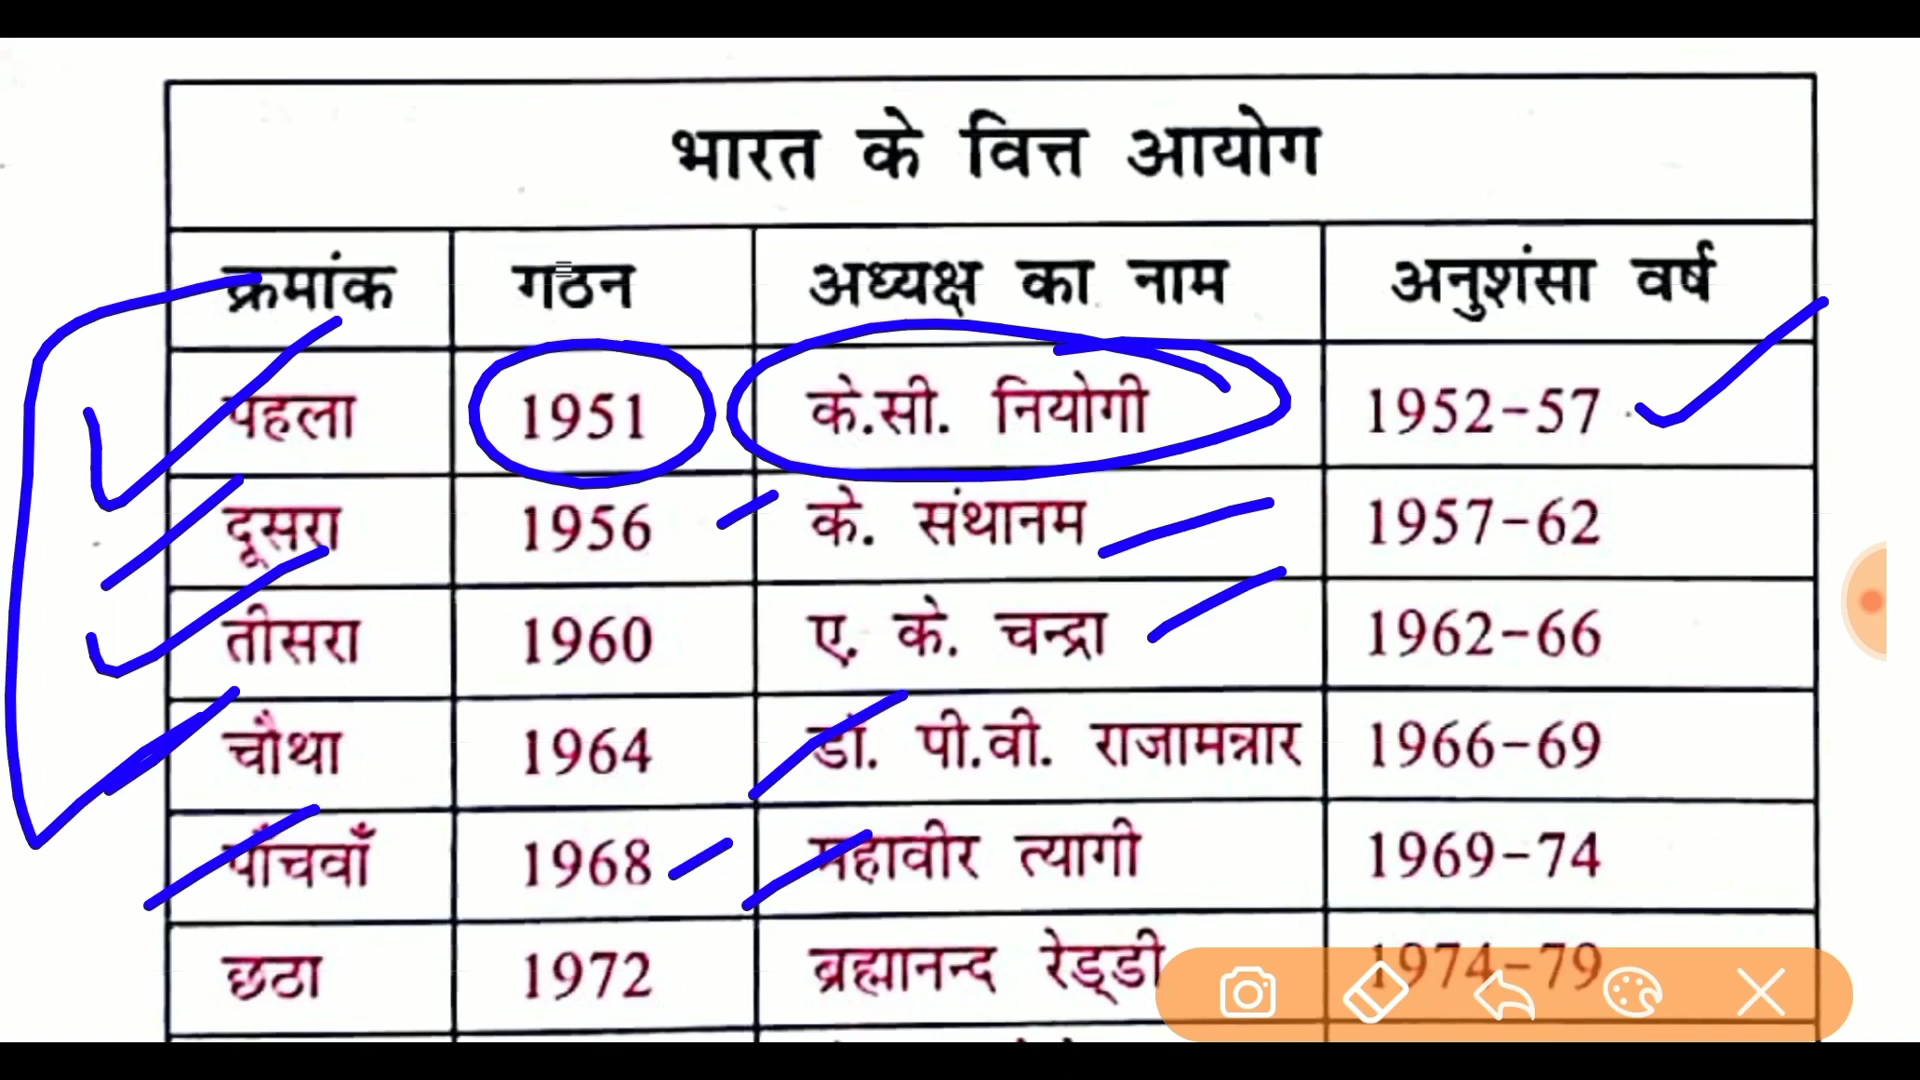 भारत के वित्त आयोग
क्रमांक गठन अध्यक्ष का नाम अनुशंसा वर्ष
पहला 1951 के.सी. नियोगी 1952-57
दूसरा 1956 के. संथानम 1957-62
तीसरा 1960 ए. के. चन्द्रा 1962-66
चौथा 1964 डॉ. पी.वी. राजामन्नार 1966-69
पाँचवाँ 1968 महावीर त्यागी 1969-74
छठा 1972 ब्रह्मानन्द रेड्डी 1974-79